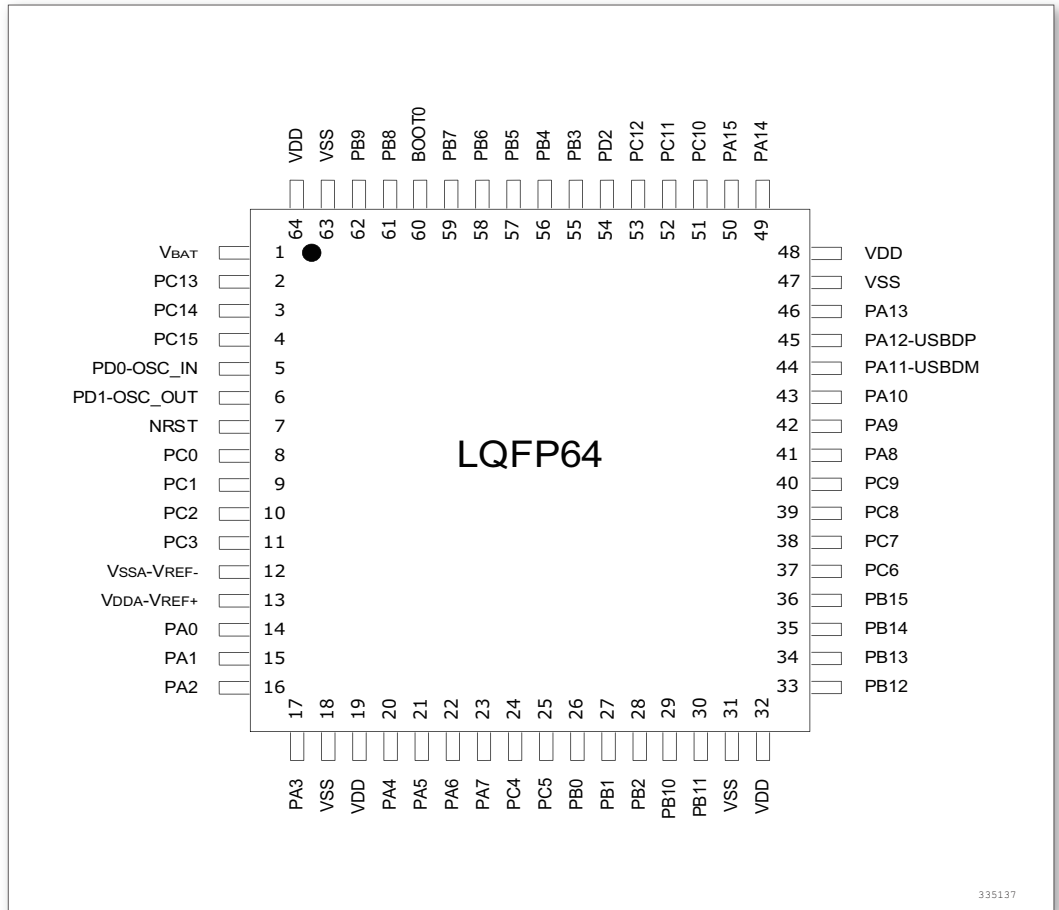 VDD VSS PB9 PB8 BOOT0 PB7 PB6 PB5 PB4 PB3 PD2 PC12 PC11 PC10 PA15 PA14
64 63 62 61 60 59 58 57 56 55 54 53 52 51 50 49
VBAT 1 48 VDD
PC13 2 47 VSS
PC14 3 46 PA13
PC15 4 45 PA12-USBDP
PD0-OSC_IN 5 44 PA11-USBDM
PD1-OSC_OUT 6 43 PA10
NRST 7 42 PA9
PC0 8 41 PA8
LQFP64
PC1 9 40 PC9
PC2 10 39 PC8
PC3 11 38 PC7
VSSA-VREF- 12 37 PC6
VDDA-VREF+ 13 36 PB15
PA0 14 35 PB14
PA1 15 34 PB13
PA2 16 33 PB12
17 18 19 20 21 22 23 24 25 26 27 28 29 30 31 32
PA3 VSS VDD PA4 PA5 PA6 PA7 PC4 PC5 PB0 PB1 PB2 PB10 PB11 VSS VDD
335137